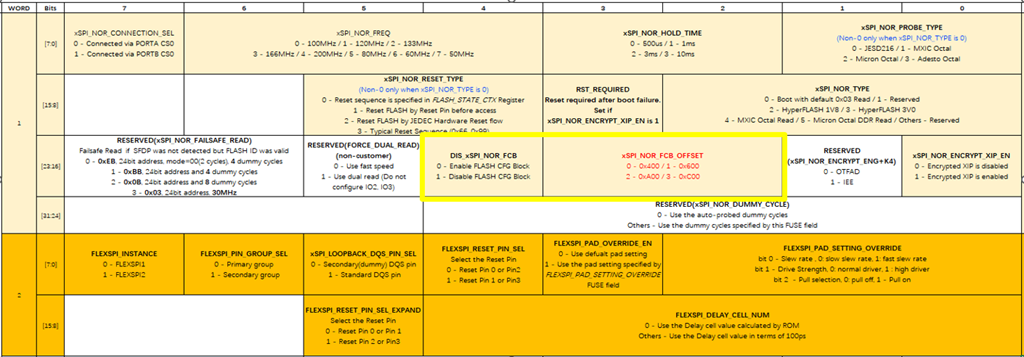 WORD Bits 7 6 5 4 3 2 1 0
1
[7:0]
xSPI_NOR_CONNECTION_SEL
0 - Connected via PORTA CS0
1 - Connected via PORTB CS0
xSPI_NOR_FREQ
0 - 100MHz / 1 - 120MHz / 2 - 133MHz
3 - 166MHz / 4 - 200MHz / 5 - 80MHz / 6 - 60MHz / 7 - 50MHz
xSPI_NOR_HOLD_TIME
0 - 500us / 1 - 1ms
2 - 3ms / 3 - 10ms
xSPI_NOR_PROBE_TYPE
(Non-0 only when xSPI_NOR_TYPE is 0)
0 - JESD216 / 1 - MXIC Octal
2 - Micron Octal / 3 - Adesto Octal
[15:8]
xSPI_NOR_RESET_TYPE
(Non-0 only when xSPI_NOR_TYPE is 0)
0 - Reset sequence is specified in FLASH_STATE_CTX Register
1 - Reset FLASH by Reset Pin before access
2 - Reset FLASH by JEDEC Hardware Reset flow
3 - Typical Reset Sequence (0x66, 0x99)
RST_REQUIRED
Reset required after boot failure.
Set if
xSPI_NOR_ENCRYPT_XIP_EN is 1
xSPI_NOR_TYPE
0 - Boot with default 0x03 Read / 1 - Reserved
2 - HyperFLASH 1V8 / 3 - HyperFLASH 3V0
4 - MXIC Octal Read / 5 - Micron Octal DDR Read / Others - Reserved
[23:16]
RESERVED(xSPI_NOR_FAILSAFE_READ)
Failsafe Read if SFDP was not detected but FLASH ID was valid
0 - 0xEB, 24bit address, mode=00(2 cycles), 4 dummy cycles
1 - 0xBB, 24bit address and 4 dummy cycles
2 - 0x0B, 24bit address and 8 dummy cycles
3 - 0x03, 24bit address, 30MHz
RESERVED(FORCE_DUAL_READ)
(non-customer)
0 - Use fast speed
1 - Use dual read (Do not
configure IO2, IO3)
DIS_xSPI_NOR_FCB
0 - Enable FLASH CFG Block
1 - Disable FLASH CFG Block
xSPI_NOR_FCB_OFFSET
0 - 0x400 / 1 - 0x600
2 - 0xA00 / 3 - 0xC00
RESERVED
(xSPI_NOR_ENCRYPT_ENG+K4)
0 - OTFAD
1 - IEE
xSPI_NOR_ENCRYPT_XIP_EN
0 - Encrypted XIP is disabled
1 - Encrypted XIP is enabled
[31:24]
RESERVED(xSPI_NOR_DUMMY_CYCLE)
0 - Use the auto-probed dummy cycles
Others - Use the dummy cycles specified by this FUSE field
2
[7:0]
FLEXSPI_INSTANCE
0 - FLEXSPI1
1 - FLEXSPI2
FLEXSPI_PIN_GROUP_SEL
0 - Primary group
1 - Secondary group
xSPI_LOOPBACK_DQS_PIN_SEL
0 - Secondary(dummy) DQS pin
1 - Standard DQS pin
FLEXSPI_RESET_PIN_SEL
Select the Reset Pin
0 - Reset Pin 0 or Pin2
1 - Reset Pin 1 or Pin3
FLEXSPI_PAD_OVERRIDE_EN
0 - Use defualt pad setting
1 - Use the pad setting specified by
FLEXSPI_PAD_SETTING_OVERRIDE
FUSE field
FLEXSPI_PAD_SETTING_OVERRIDE
bit 0 - Slew rate , 0: slow slew rate, 1: fast slew rate
bit 1 - Drive Strength, 0: normal driver, 1 : high driver
bit 2 - Pull selection, 0: pull off, 1 - Pull on
[15:8]
FLEXSPI_RESET_PIN_SEL_EXPAND
Select the Reset Pin
0 - Reset Pin 0 or Pin 1
1 - Reset Pin 2 or Pin3
FLEXSPI_DELAY_CELL_NUM
0 - Use the Delay cell value calculated by ROM
Others - Use the Delay cell value in terms of 100ps